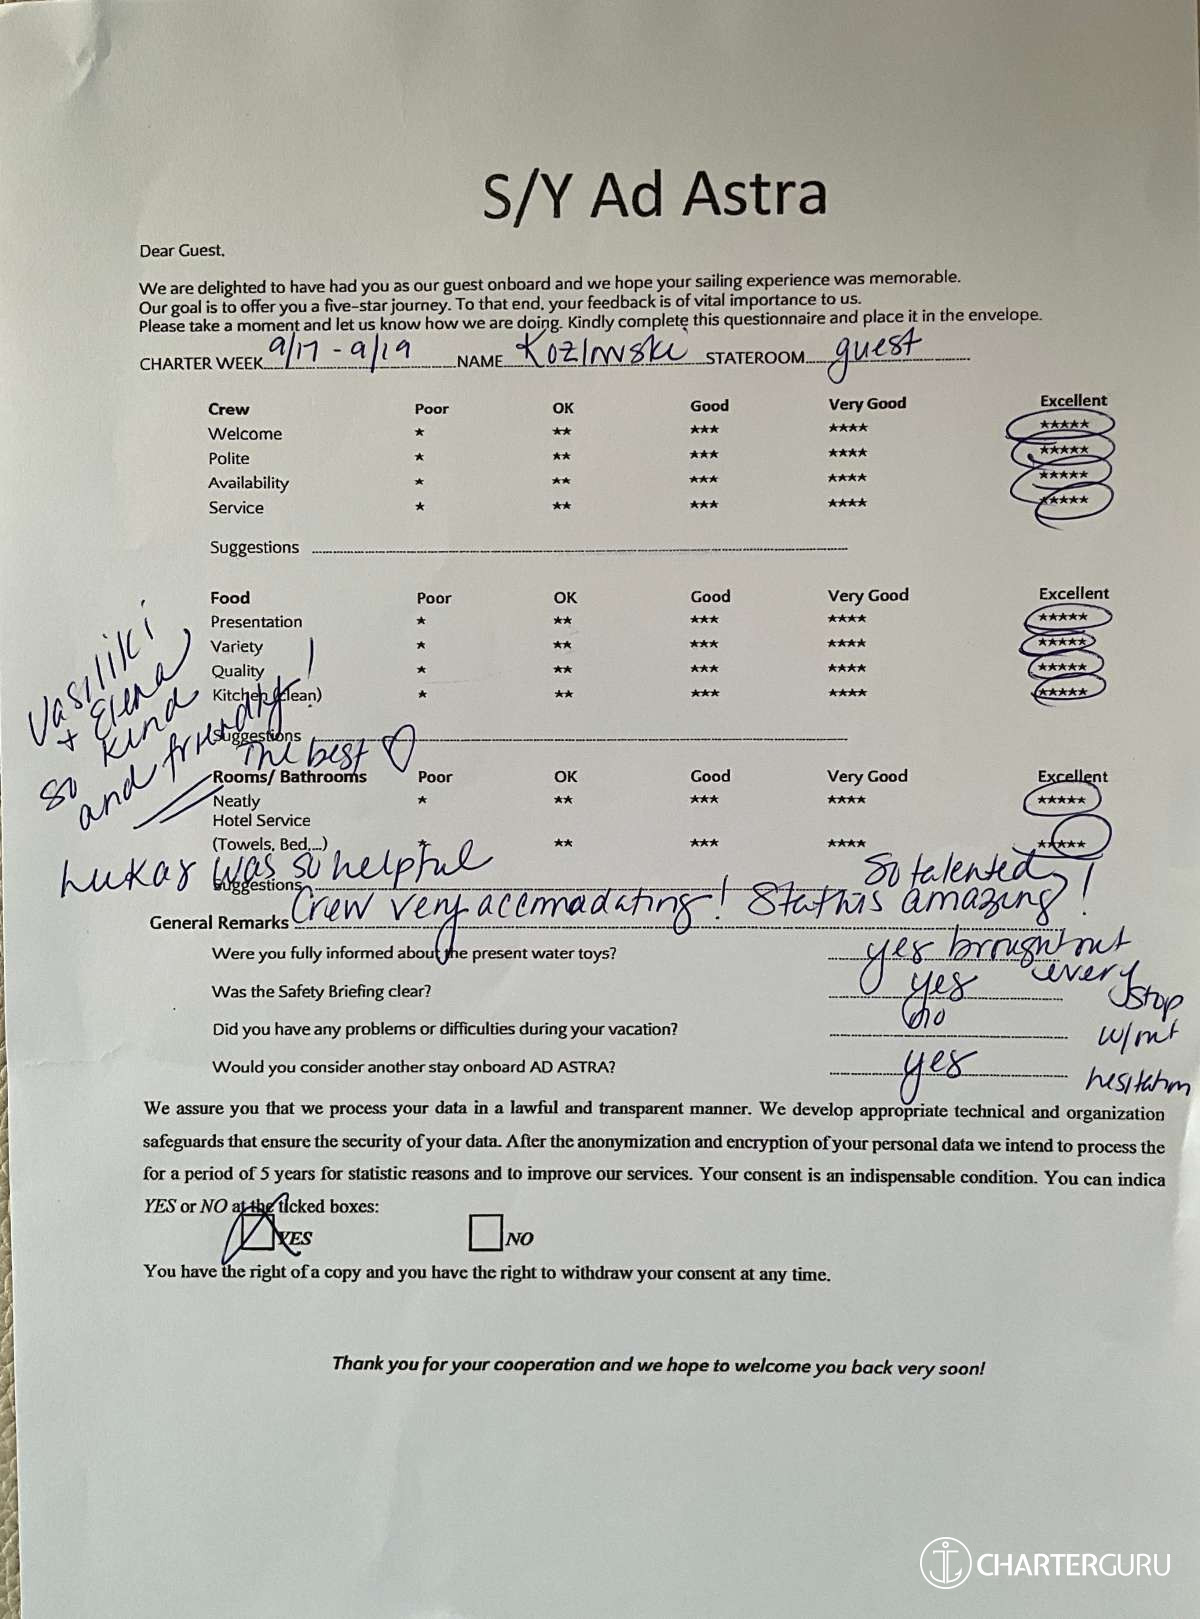 S/Y Ad Astra
Dear Guest,
We are delighted to have had you as our guest onboard and we hope your sailing experience was memorable.
Our goal is to offer you a five-star journey. To that end, your feedback is of vital importance to us.
Please take a moment and let us know how we are doing. Kindly complete this questionnaire and place it in the envelope.
CHARTER WEEK 9/17 - 9/19 NAME Kozlowski STATEROOM guest
Crew Poor OK Good Very Good Excellent
Welcome ★ ★★ ★★★ ★★★★ ★★★★★
Polite ★ ★★ ★★★ ★★★★ ★★★★★
Availability ★ ★★ ★★★ ★★★★ ★★★★★
Service ★ ★★ ★★★ ★★★★ ★★★★★
Suggestions
Food Poor OK Good Very Good Excellent
Presentation ★ ★★ ★★★ ★★★★ ★★★★★
Variety ★ ★★ ★★★ ★★★★ ★★★★★
Quality ★ ★★ ★★★ ★★★★ ★★★★★
Kitchen (clean) ★ ★★ ★★★ ★★★★ ★★★★★
Suggestions
Vasiliki
+ Elena
so kind
and friendly!
The best ♡
Rooms/ Bathrooms Poor OK Good Very Good Excellent
Neatly ★ ★★ ★★★ ★★★★ ★★★★★
Hotel Service
(Towels, Bed,...) ★ ★★ ★★★ ★★★★ ★★★★★
Lukas was so helpful
Suggestions
So talented
General Remarks Crew very accomadating! Stathis amazing!
Were you fully informed about the present water toys? yes brought out
every
stop
Was the Safety Briefing clear? yes
Did you have any problems or difficulties during your vacation? no
Would you consider another stay onboard AD ASTRA? yes
w/out
hesitation
We assure you that we process your data in a lawful and transparent manner. We develop appropriate technical and organization
safeguards that ensure the security of your data. After the anonymization and encryption of your personal data we intend to process the
for a period of 5 years for statistic reasons and to improve our services. Your consent is an indispensable condition. You can indica
YES or NO at the ticked boxes:
YES NO
You have the right of a copy and you have the right to withdraw your consent at any time.
Thank you for your cooperation and we hope to welcome you back very soon!
CHARTERGURU